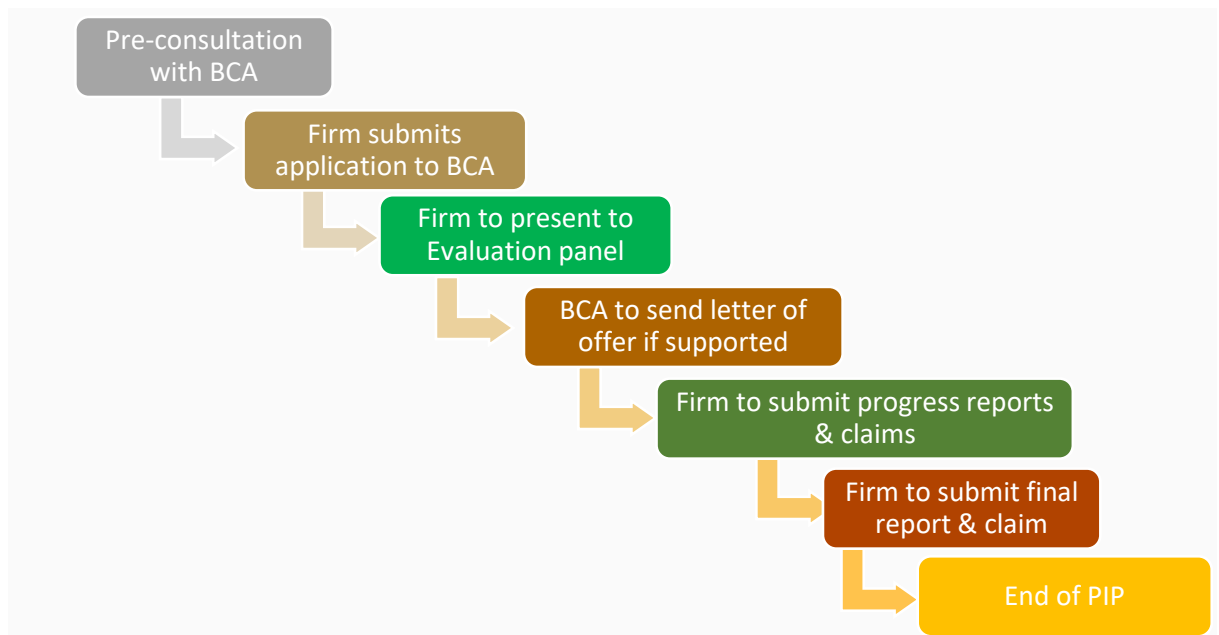 Pre-consultation
with BCA
Firm submits
application to BCA
Firm to present to
Evaluation panel
BCA to send letter of
offer if supported
Firm to submit progress reports
& claims
Firm to submit final
report & claim
End of PIP